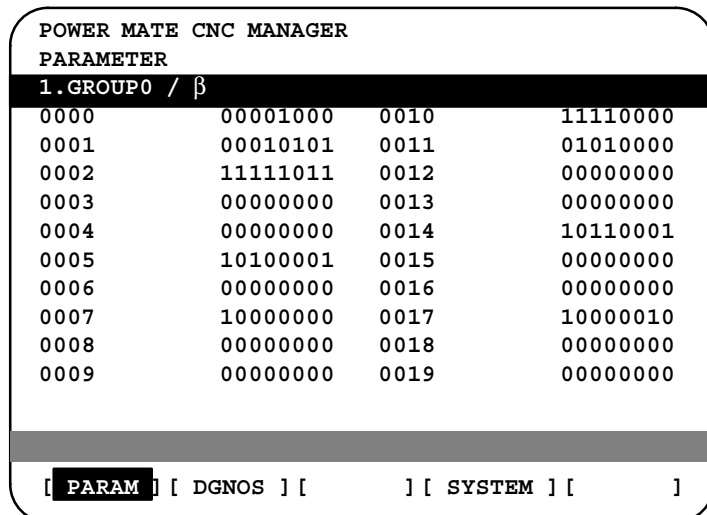 POWER MATE CNC MANAGER
PARAMETER
1.GROUP0 / β
0000 00001000 0010 11110000
0001 00010101 0011 01010000
0002 11111011 0012 00000000
0003 00000000 0013 00000000
0004 00000000 0014 10110001
0005 10100001 0015 00000000
0006 00000000 0016 00000000
0007 10000000 0017 10000010
0008 00000000 0018 00000000
0009 00000000 0019 00000000
[ PARAM ] [ DGNOS ] [ ] [ SYSTEM ] [ ]